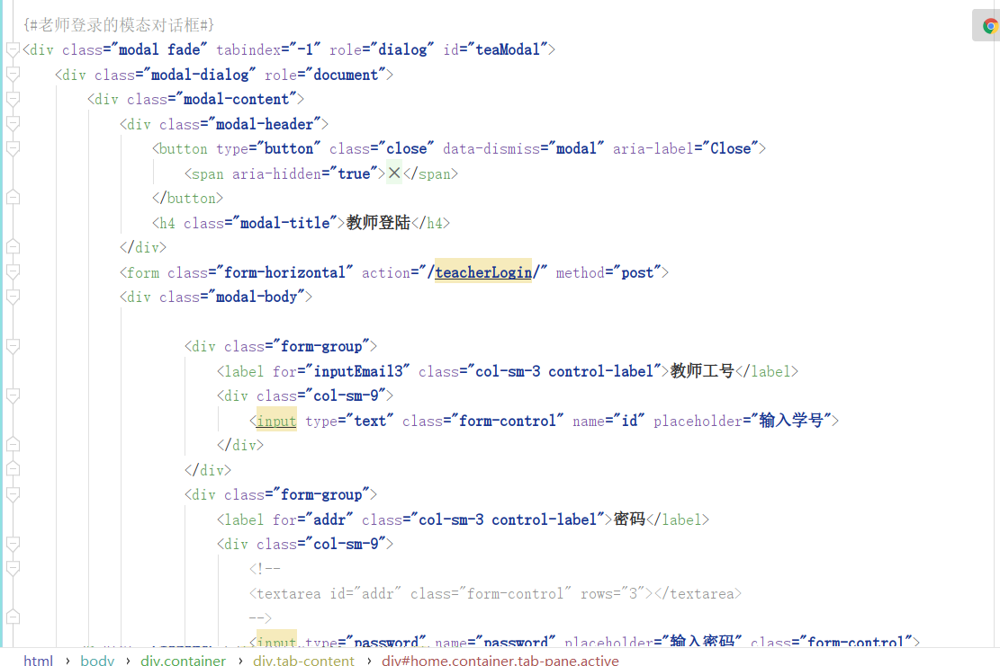 {#老师登录的模态对话框#}
<div class="modal fade" tabindex="-1" role="dialog" id="teaModal">
<div class="modal-dialog" role="document">
<div class="modal-content">
<div class="modal-header">
<button type="button" class="close" data-dismiss="modal" aria-label="Close">
<span aria-hidden="true">×</span>
</button>
<h4 class="modal-title">教师登陆</h4>
</div>
<form class="form-horizontal" action="/teacherLogin/" method="post">
<div class="modal-body">
<div class="form-group">
<label for="inputEmail3" class="col-sm-3 control-label">教师工号</label>
<div class="col-sm-9">
<input type="text" class="form-control" name="id" placeholder="输入学号">
</div>
</div>
<div class="form-group">
<label for="addr" class="col-sm-3 control-label">密码</label>
<div class="col-sm-9">
<!--
<textarea id="addr" class="form-control" rows="3"></textarea>
-->
<input type="password" name="password" placeholder="输入密码" class="form-control">
html › body › div.container › div.tab-content › div#home.container.tab-pane.active